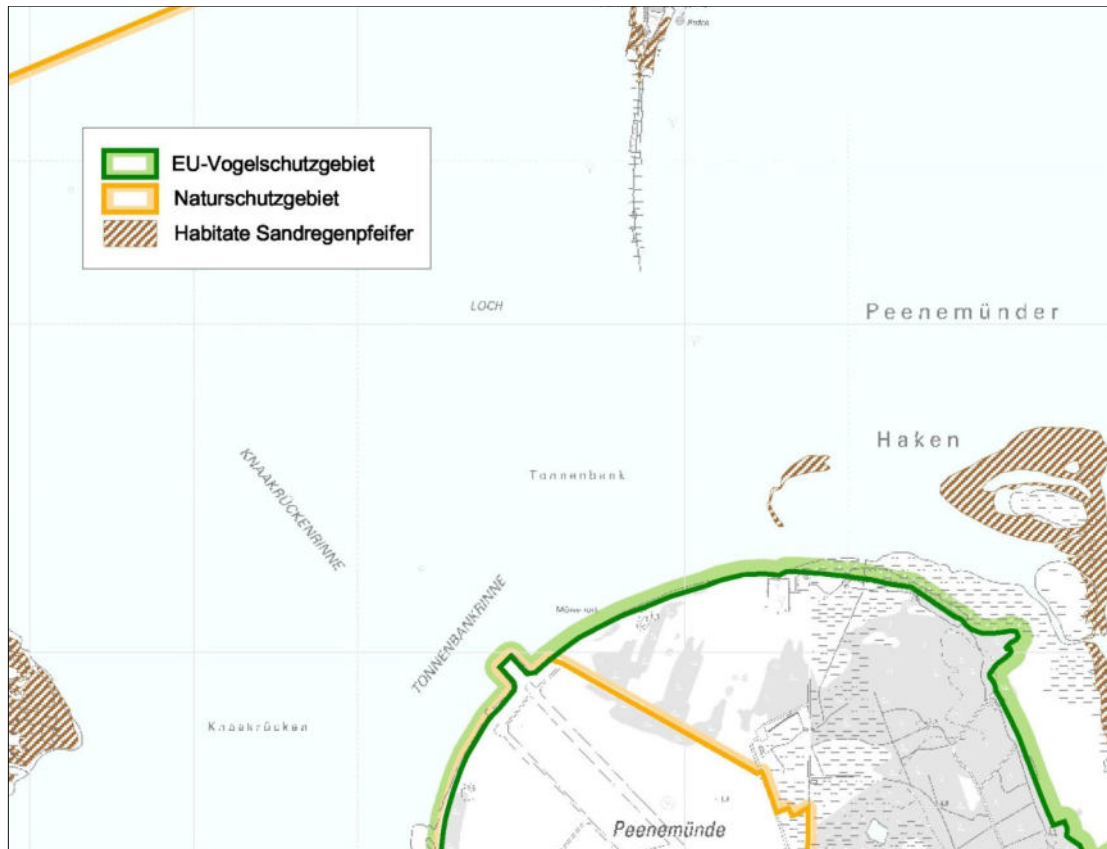 EU-Vogelschutzgebiet
Naturschutzgebiet
Habitate Sandregenpfeifer
LOCH
Peenemünder
Haken
Tonnenbank
KNAAKRÜCKENRINNE
TONNENBANKRINNE
Knaakrücken
Peenemünde